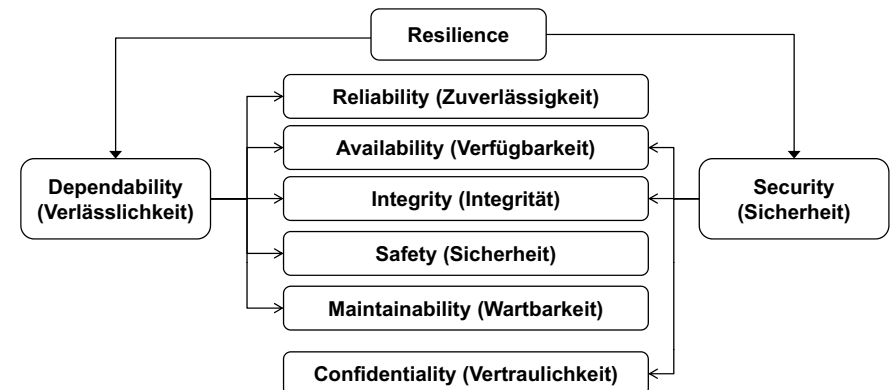 Resilience
Reliability (Zuverlässigkeit)
Availability (Verfügbarkeit)
Dependability
(Verlässlichkeit)
Integrity (Integrität)
Security
(Sicherheit)
Safety (Sicherheit)
Maintainability (Wartbarkeit)
Confidentiality (Vertraulichkeit)